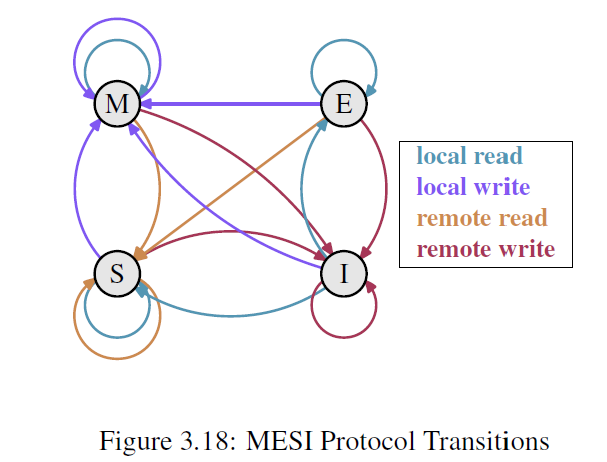 M
E
local read
local write
remote read
remote write
S
I
Figure 3.18: MESI Protocol Transitions